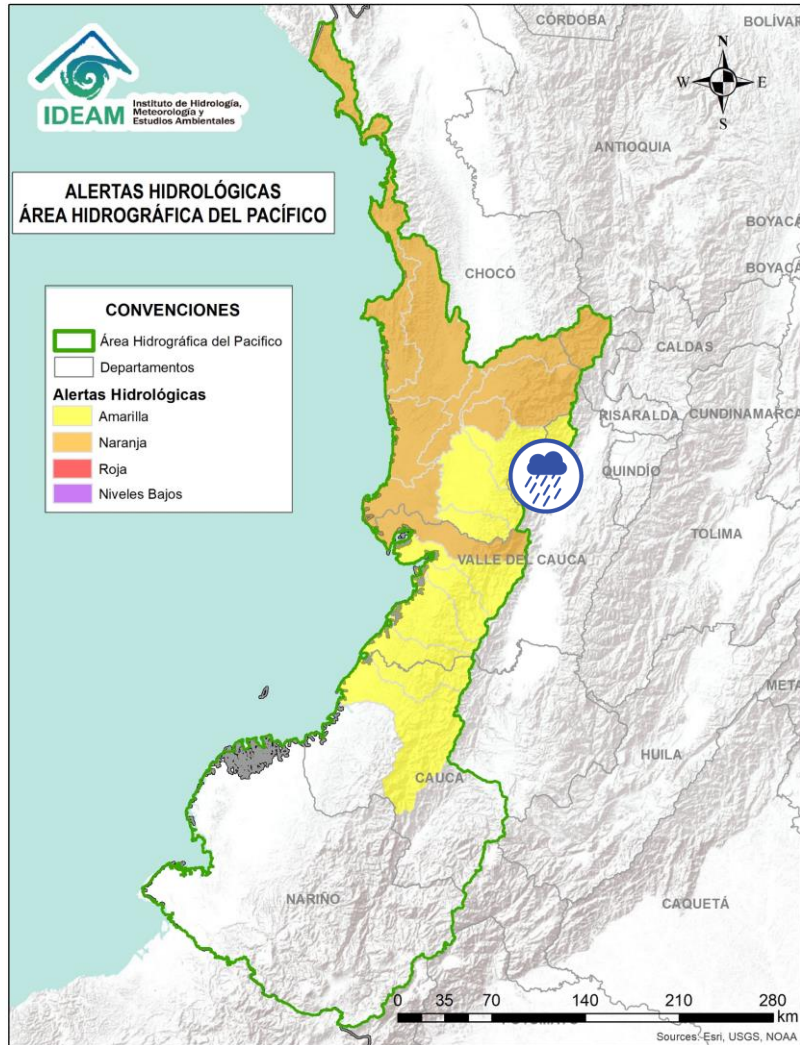 CÓRDOBA
BOLÍVAR
N
W E
S
IDEAM
Instituto de Hidrología,
Meteorología y
Estudios Ambientales
ANTIOQUIA
ALERTAS HIDROLÓGICAS
ÁREA HIDROGRÁFICA DEL PACÍFICO
BOYACÁ
BOYACÁ
CHOCÓ
CONVENCIONES
Área Hidrográfica del Pacifico
Departamentos
Alertas Hidrológicas
Amarilla
Naranja
Roja
Niveles Bajos
CALDAS
RISARALDA
CUNDINAMARCA
QUINDÍO
TOLIMA
VALLE DEL CAUCA
META
HUILA
CAUCA
NARIÑO
CAQUETÁ
0 35 70 140 210 280
km
Sources: Esri, USGS, NOAA